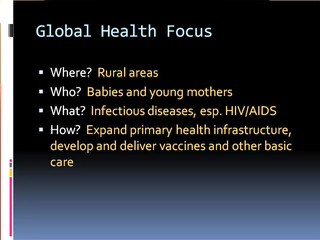 Global Health Focus
Where? Rural areas
Who? Babies and young mothers
What? Infectious diseases, esp. HIV/AIDS
How? Expand primary health infrastructure,
develop and deliver vaccines and other basic
care